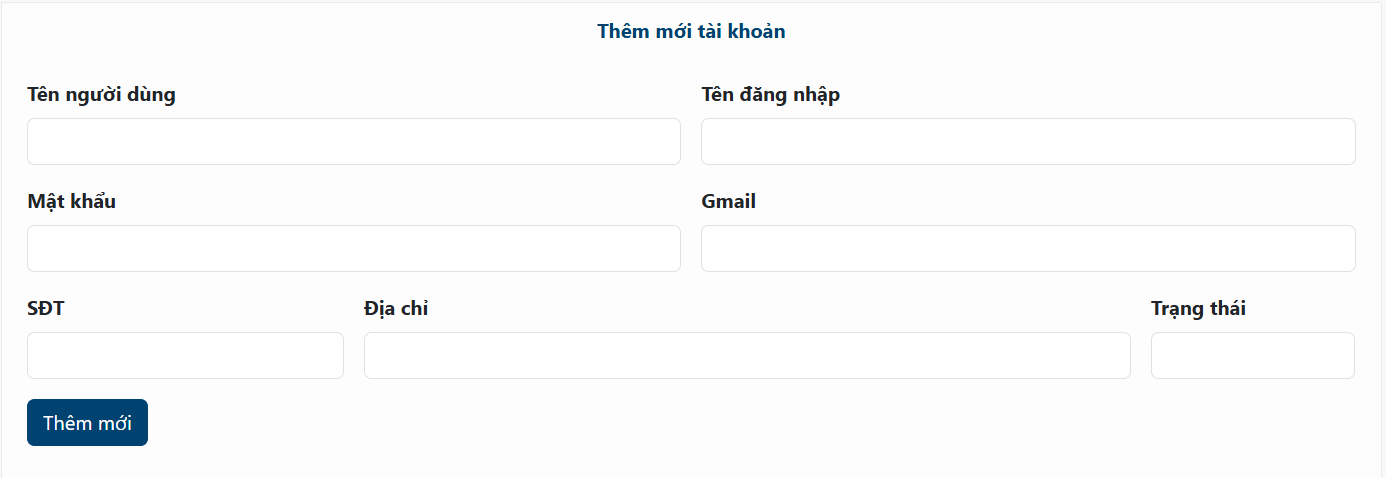 Thêm mới tài khoản
Tên người dùng
Tên đăng nhập
Mật khẩu
Gmail
SĐT
Địa chỉ
Trạng thái
Thêm mới